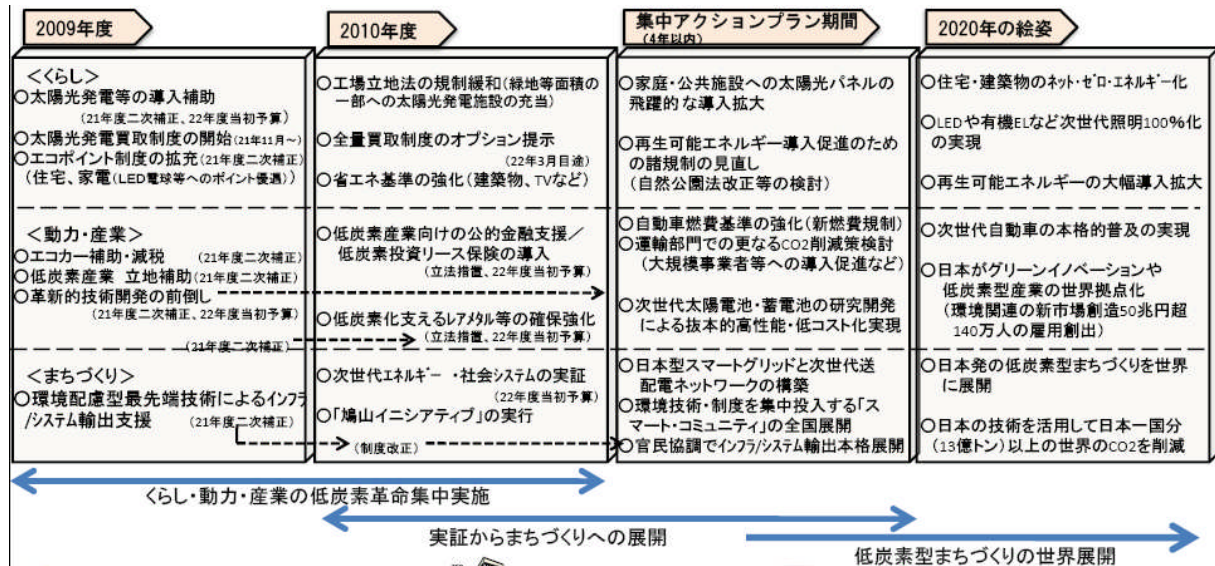 2009年度
＜くらし＞
○太陽光発電等の導入補助
(21年度二次補正、22年度当初予算)
○太陽光発電買取制度の開始(21年11月～)
○エコポイント制度の拡充(21年度二次補正)
(住宅、家電(LED電球等へのポイント優遇))
＜動力・産業＞
○エコカー補助・減税 (21年度二次補正)
○低炭素産業 立地補助(21年度二次補正)
○革新的技術開発の前倒し
(21年度二次補正、22年度当初予算)
(21年度二次補正)
＜まちづくり＞
○環境配慮型最先端技術によるインフラ
/システム輸出支援 (21年度二次補正)
2010年度
○工場立地法の規制緩和(緑地等面積の
一部への太陽光発電施設の充当)
○全量買取制度のオプション提示
(22年3月目途)
○省エネ基準の強化(建築物、TVなど)
○低炭素産業向けの公的金融支援／
低炭素投資リース保険の導入
(立法措置、22年度当初予算)
○低炭素化支えるレアメタル等の確保強化
(立法措置、22年度当初予算)
○次世代エネルギー・社会システムの実証
(22年度当初予算)
○「鳩山イニシアティブ」の実行
(制度改正)
集中アクションプラン期間
(4年以内)
○家庭・公共施設への太陽光パネルの
飛躍的な導入拡大
○再生可能エネルギー導入促進のため
の諸規制の見直し
(自然公園法改正等の検討)
○自動車燃費基準の強化(新燃費規制)
○運輸部門での更なるCO2削減策検討
(大規模事業者等への導入促進など)
○次世代太陽電池・蓄電池の研究開発
による抜本的高性能・低コスト化実現
○日本型スマートグリッドと次世代送
配電ネットワークの構築
○環境技術・制度を集中投入する「ス
マート・コミュニティ」の全国展開
○官民協調でインフラ/システム輸出本格展開
2020年の絵姿
○住宅・建築物のネット・ゼロ・エネルギー化
○LEDや有機ELなど次世代照明100%化
の実現
○再生可能エネルギーの大幅導入拡大
○次世代自動車の本格的普及の実現
○日本がグリーンイノベーションや
低炭素型産業の世界拠点化
(環境関連の新市場創造50兆円超
140万人の雇用創出)
○日本発の低炭素型まちづくりを世界
に展開
○日本の技術を活用して日本一国分
(13億トン)以上の世界のCO2を削減
くらし・動力・産業の低炭素革命集中実施
実証からまちづくりへの展開
低炭素型まちづくりの世界展開